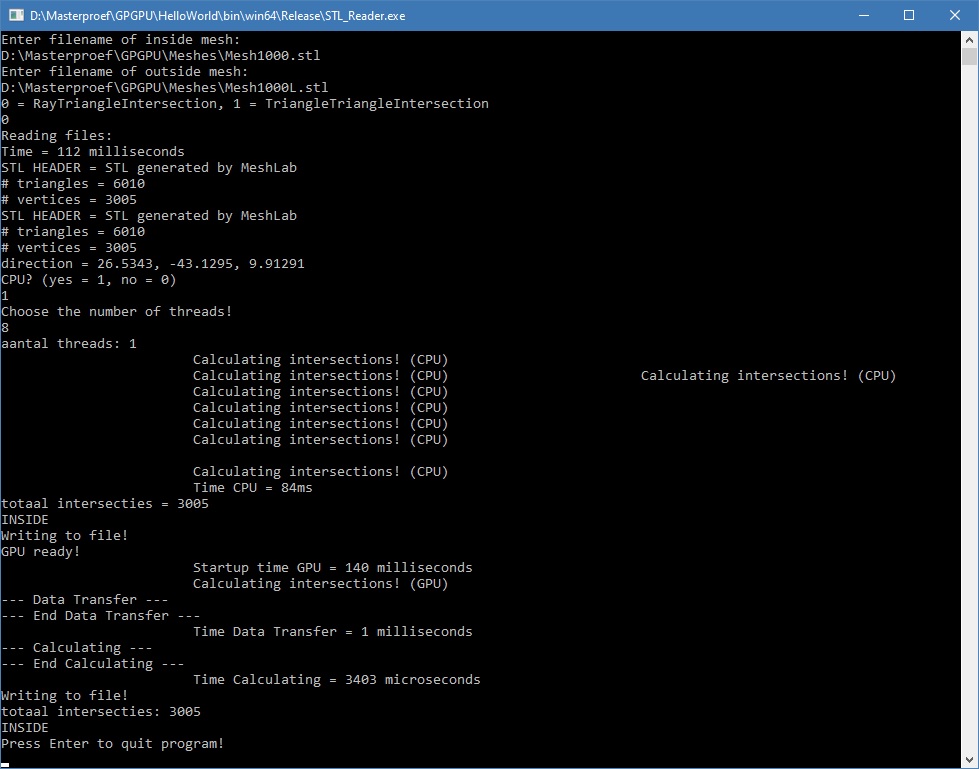 D:\Masterproef\GPGPU\HelloWorld\bin\win64\Release\STL_Reader.exe
Enter filename of inside mesh:
D:\Masterproef\GPGPU\Meshes\Mesh1000.stl
Enter filename of outside mesh:
D:\Masterproef\GPGPU\Meshes\Mesh1000L.stl
0 = RayTriangleIntersection, 1 = TriangleTriangleIntersection
0
Reading files:
Time = 112 milliseconds
STL HEADER = STL generated by MeshLab
# triangles = 6010
# vertices = 3005
STL HEADER = STL generated by MeshLab
# triangles = 6010
# vertices = 3005
direction = 26.5343, -43.1295, 9.91291
CPU? (yes = 1, no = 0)
1
Choose the number of threads!
8
aantal threads: 1
Calculating intersections! (CPU)
Calculating intersections! (CPU) Calculating intersections! (CPU)
Calculating intersections! (CPU)
Calculating intersections! (CPU)
Calculating intersections! (CPU)
Calculating intersections! (CPU)
Calculating intersections! (CPU)
Time CPU = 84ms
totaal intersecties = 3005
INSIDE
Writing to file!
GPU ready!
Startup time GPU = 140 milliseconds
Calculating intersections! (GPU)
--- Data Transfer ---
--- End Data Transfer ---
Time Data Transfer = 1 milliseconds
--- Calculating ---
--- End Calculating ---
Time Calculating = 3403 microseconds
Writing to file!
totaal intersecties: 3005
INSIDE
Press Enter to quit program!